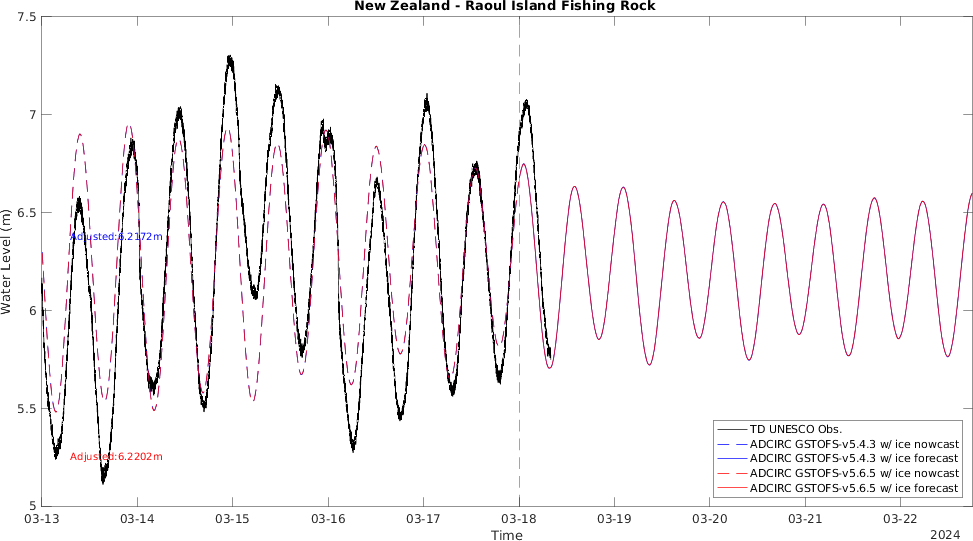 New Zealand - Raoul Island Fishing Rock
7.5
7
6.5
6
5.5
5
Water Level (m)
Adjusted:6.2172m
Adjusted:6.2202m
TD UNESCO Obs.
ADCIRC GSTOFS-v5.4.3 w/ ice nowcast
ADCIRC GSTOFS-v5.4.3 w/ ice forecast
ADCIRC GSTOFS-v5.6.5 w/ ice nowcast
ADCIRC GSTOFS-v5.6.5 w/ ice forecast
03-13 03-14 03-15 03-16 03-17 03-18 03-19 03-20 03-21 03-22
Time
2024